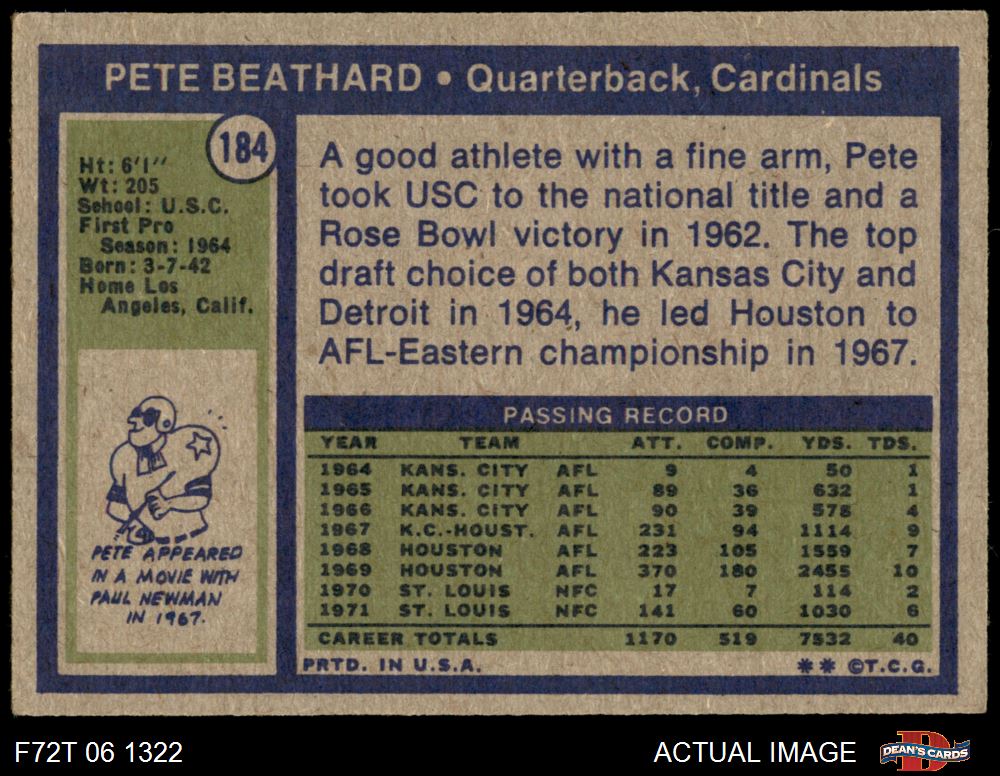 PETE BEATHARD • Quarterback, Cardinals
184
Ht: 6'1''
Wt: 205
School: U.S.C.
First Pro
Season: 1964
Born: 3-7-42
Home Los
Angeles, Calif.
PETE APPEARED
IN A MOVIE WITH
PAUL NEWMAN
IN 1967.
A good athlete with a fine arm, Pete
took USC to the national title and a
Rose Bowl victory in 1962. The top
draft choice of both Kansas City and
Detroit in 1964, he led Houston to
AFL-Eastern championship in 1967.
PASSING RECORD
YEAR TEAM ATT. COMP. YDS. TDS.
1964 KANS. CITY AFL 9 4 50 1
1965 KANS. CITY AFL 89 36 632 1
1966 KANS. CITY AFL 90 39 578 4
1967 K.C.-HOUST. AFL 231 94 1114 9
1968 HOUSTON AFL 223 105 1559 7
1969 HOUSTON AFL 370 180 2455 10
1970 ST. LOUIS NFC 17 7 114 2
1971 ST. LOUIS NFC 141 60 1030 6
CAREER TOTALS 1170 519 7532 40
PRTD. IN U.S.A. ** ©T.C.G.
F72T 06 1322 ACTUAL IMAGE D DEAN'S CARDS